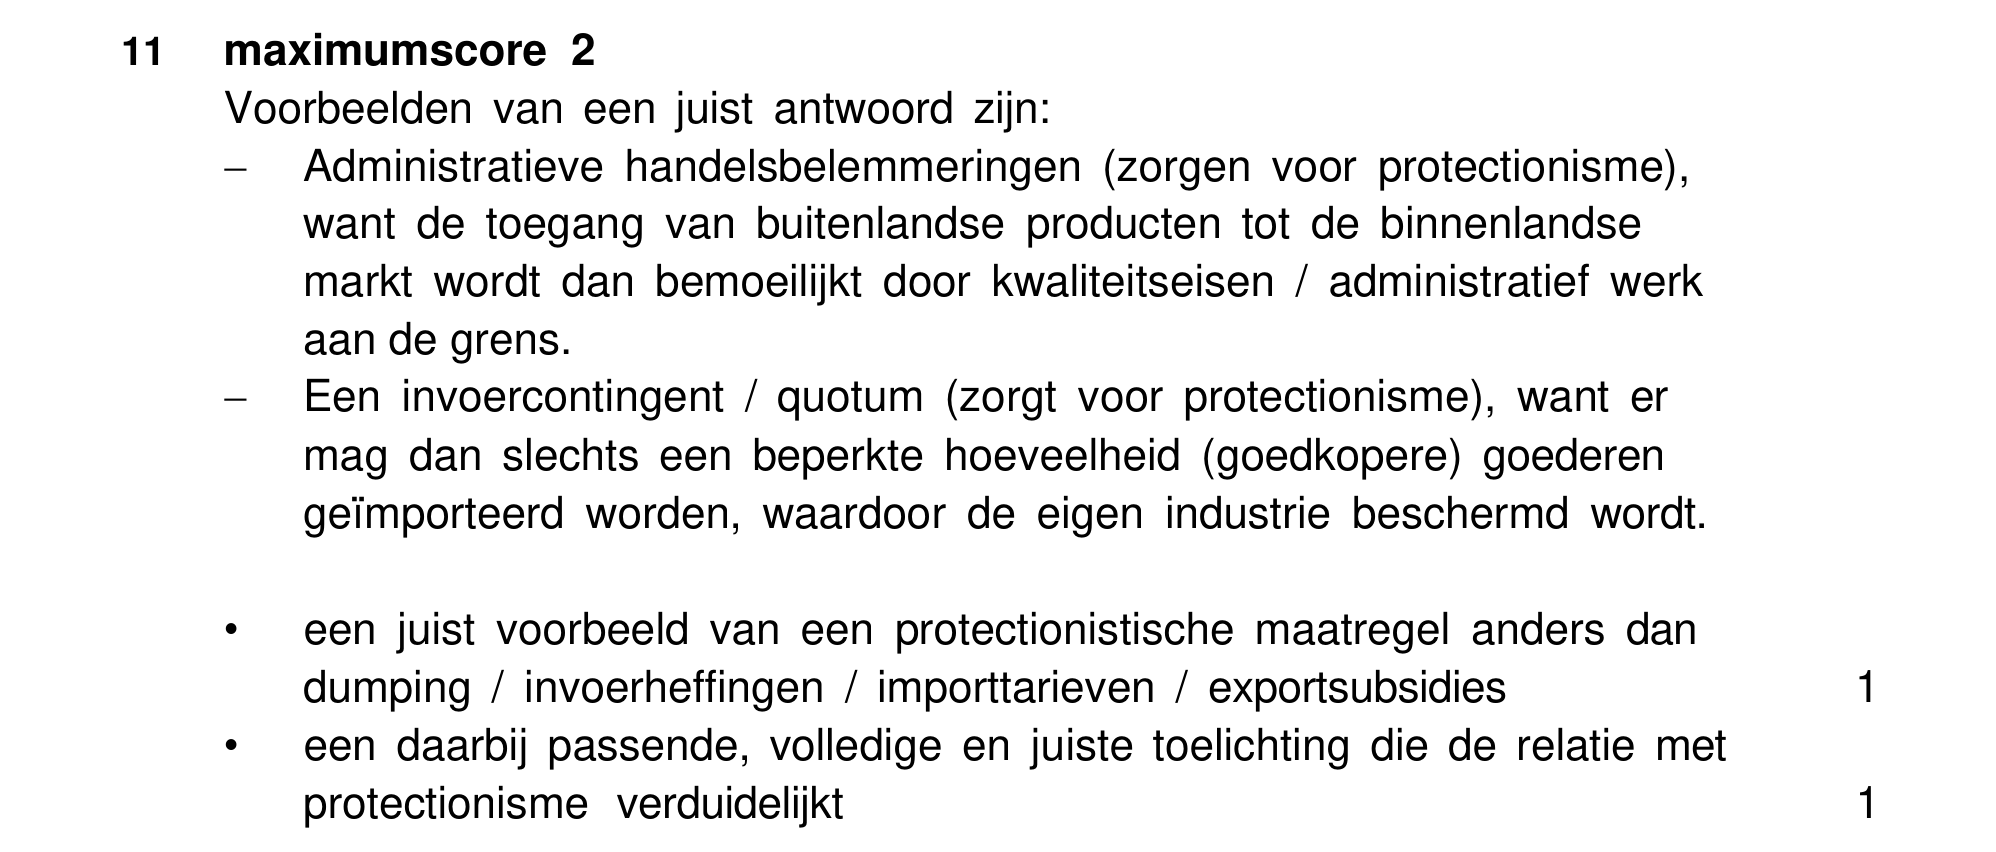 11 maximumscore 2
Voorbeelden van een juist antwoord zijn:
− Administratieve handelsbelemmeringen (zorgen voor protectionisme),
want de toegang van buitenlandse producten tot de binnenlandse
markt wordt dan bemoeilijkt door kwaliteitseisen / administratief werk
aan de grens.
− Een invoercontingent / quotum (zorgt voor protectionisme), want er
mag dan slechts een beperkte hoeveelheid (goedkopere) goederen
geïmporteerd worden, waardoor de eigen industrie beschermd wordt.
• een juist voorbeeld van een protectionistische maatregel anders dan
dumping / invoerheffingen / importtarieven / exportsubsidies 1
• een daarbij passende, volledige en juiste toelichting die de relatie met
protectionisme verduidelijkt 1